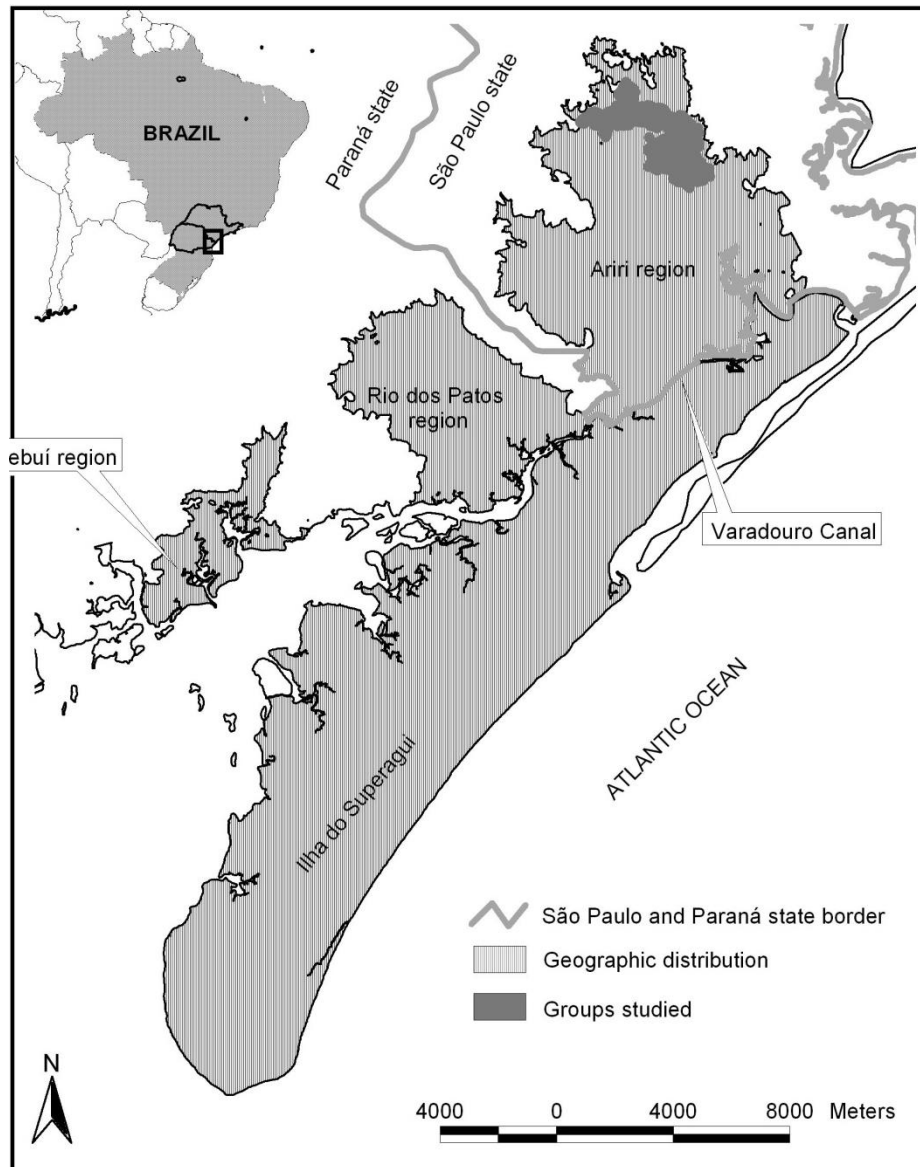 BRAZIL
Paraná state
São Paulo state
Ariri region
Rio dos Patos
region
ebuí region
Varadouro Canal
Ilha do Superagui
ATLANTIC OCEAN
São Paulo and Paraná state border
Geographic distribution
Groups studied
N
4000 0 4000 8000 Meters